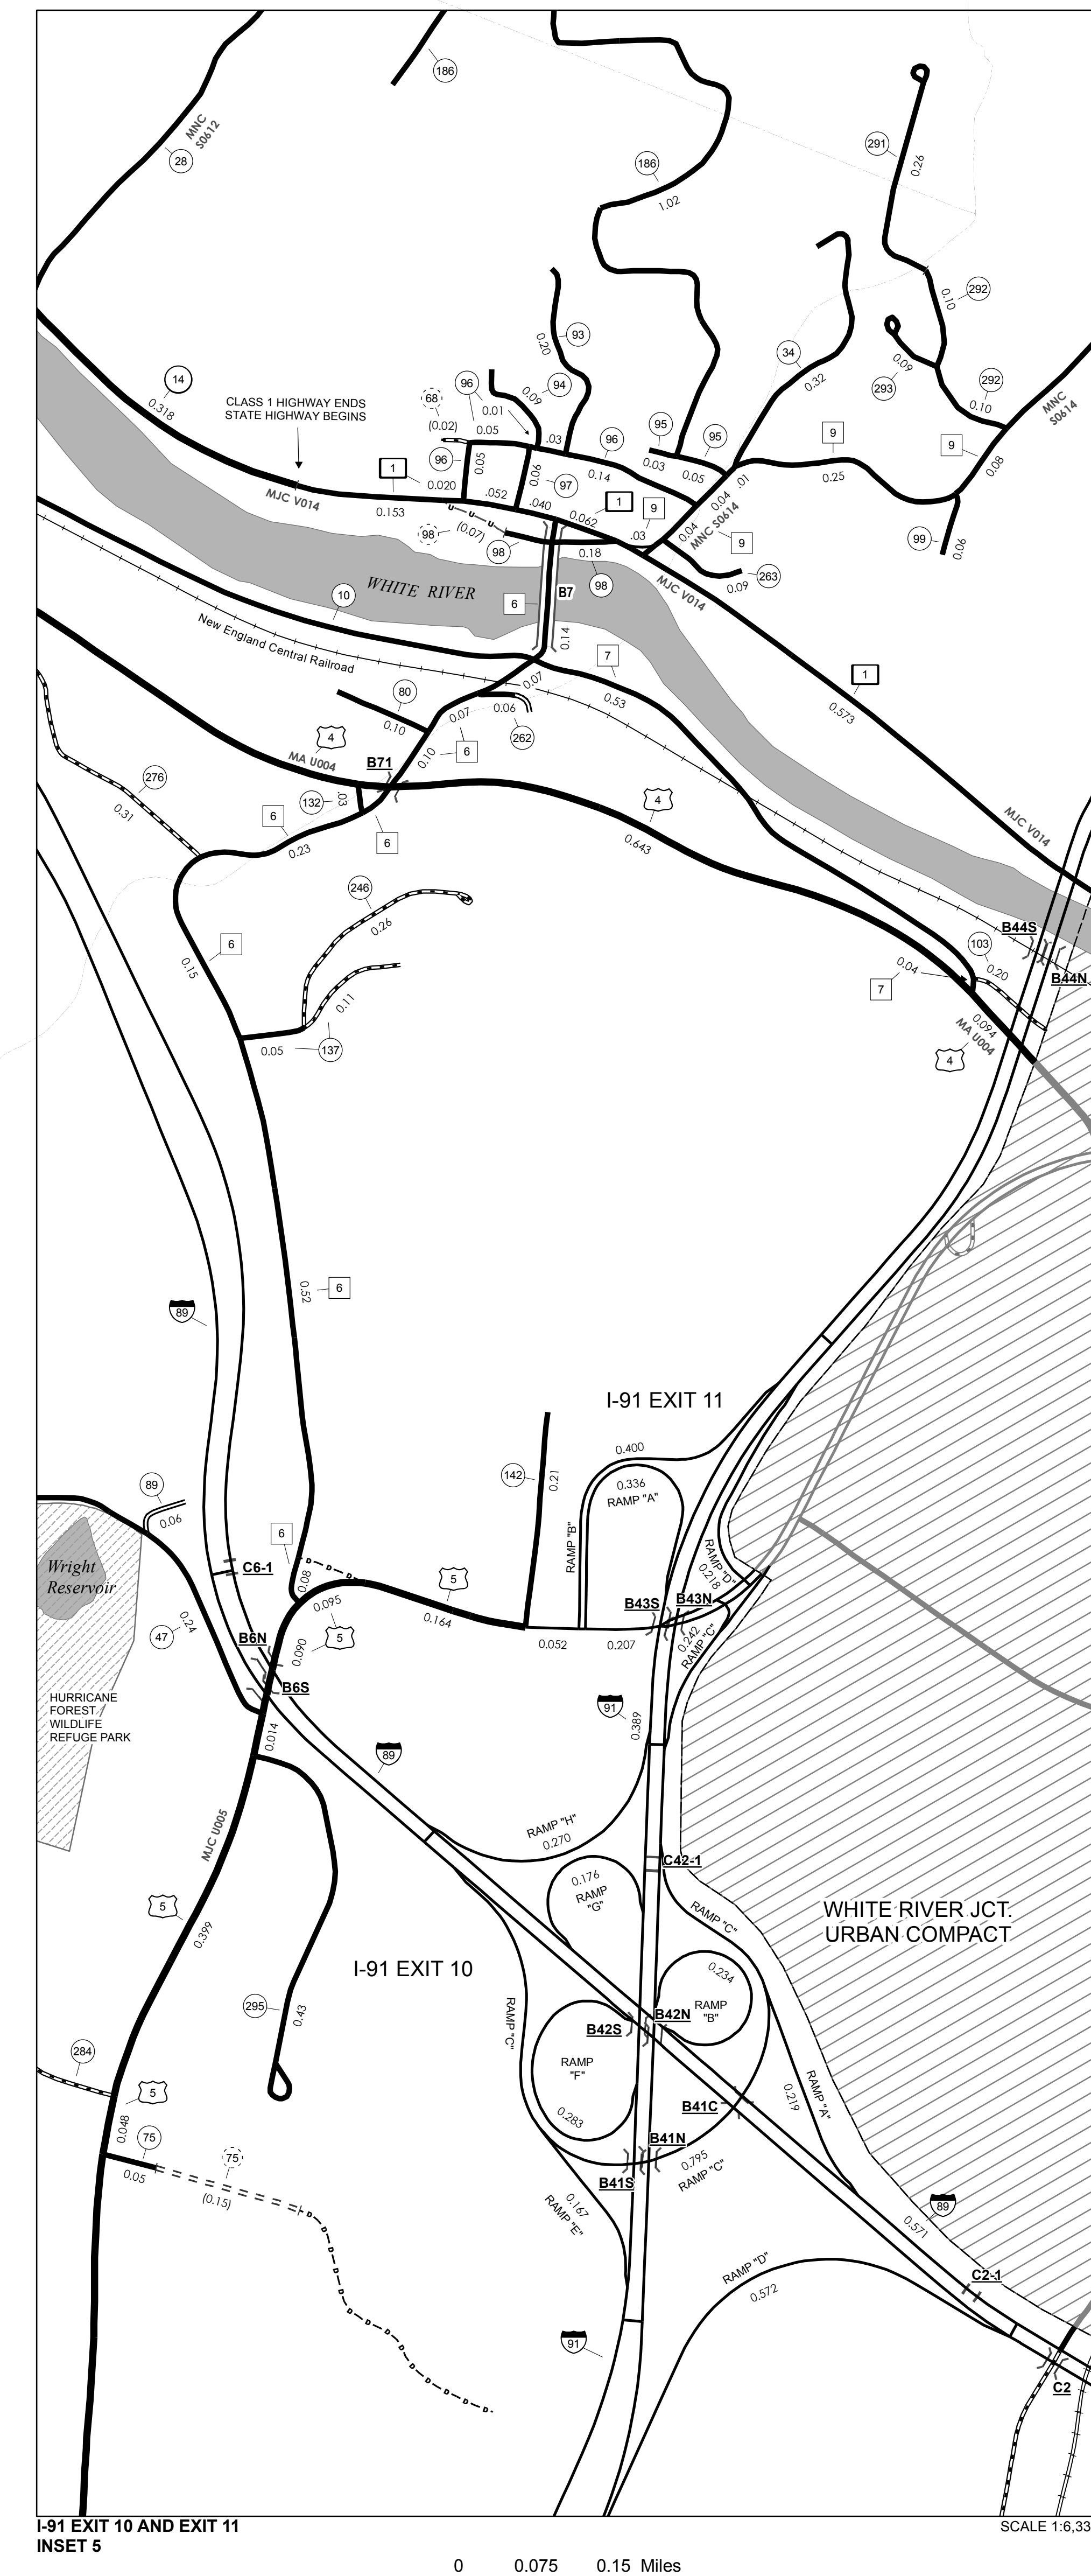 186
MNC
S0612
28
186
1.02
291
0.26
292
0.10
93
0.20
34
0.32
293
0.09
292
0.10
MNC
S0614
14
0.318
CLASS 1 HIGHWAY ENDS
STATE HIGHWAY BEGINS
68
(0.02)
96
0.01
0.05
94
0.09
.03
96
0.14
95
0.03
95
0.05
9
0.25
9
0.08
1
0.020
96
0.05
0.06
97
.052
.040
0.062
1
9
.03
0.04
0.04
.01
MNC S0614
9
MJC V014
0.153
98
(0.07)
98
0.18
98
263
0.09
99
0.06
WHITE RIVER
10
New England Central Railroad
6
B7
0.14
MJC V014
7
0.53
1
0.573
0.07
80
0.10
0.07
0.06
262
6
0.10
4
MA U004
B71
132
.03
6
6
0.23
276
0.31
4
0.643
MJC V014
246
0.26
6
0.15
0.11
0.05
137
B44S
103
0.20
B44N
0.04
7
0.094
MA U004
4
0.52
6
89
I-91 EXIT 11
0.400
0.336
RAMP "A"
RAMP "B"
142
0.21
RAMP "D"
0.218
89
0.06
6
C6-1
0.08
5
0.095
0.164
5
0.090
B43S
B43N
0.052
0.207
0.242
RAMP "C"
Wright
Reservoir
47
0.24
B6N
B6S
0.014
HURRICANE
FOREST
WILDLIFE
REFUGE PARK
91
0.389
89
MJC U005
RAMP "H"
0.270
C42-1
0.176
RAMP
"G"
RAMP "C"
5
0.399
I-91 EXIT 10
WHITE RIVER JCT.
URBAN COMPACT
0.234
RAMP
"B"
RAMP "C"
B42S
B42N
RAMP
"F"
0.283
295
0.43
284
5
0.048
75
0.05
75
(0.15)
RAMP "A"
0.219
B41C
B41N
B41S
0.795
RAMP "C"
0.167
RAMP "E"
89
0.571
RAMP "D"
0.572
C2-1
91
C2
I-91 EXIT 10 AND EXIT 11
INSET 5
SCALE 1:6,33
0 0.075 0.15 Miles